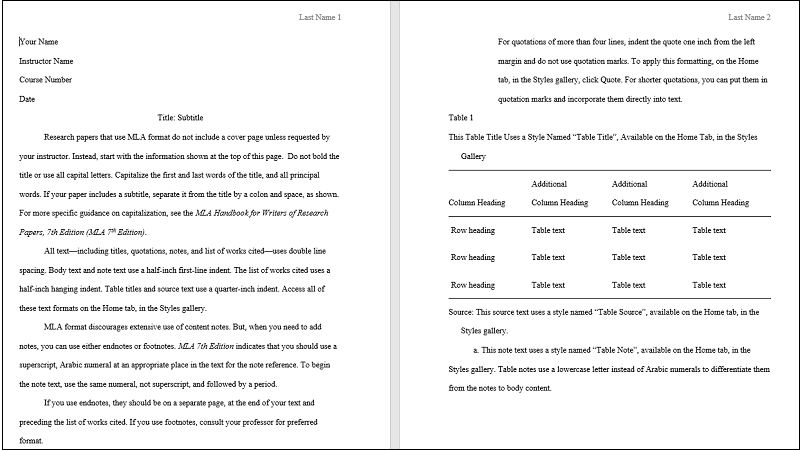 Last Name 1
Your Name
Instructor Name
Course Number
Date
Title: Subtitle
Research papers that use MLA format do not include a cover page unless requested by
your instructor. Instead, start with the information shown at the top of this page.  Do not bold the
title or use all capital letters. Capitalize the first and last words of the title, and all principal
words. If your paper includes a subtitle, separate it from the title by a colon and space, as shown.
For more specific guidance on capitalization, see the MLA Handbook for Writers of Research
Papers, 7th Edition (MLA 7th Edition).
All text—including titles, quotations, notes, and list of works cited—uses double line
spacing. Body text and note text use a half-inch first-line indent. The list of works cited uses a
half-inch hanging indent. Table titles and source text use a quarter-inch indent. Access all of
these text formats on the Home tab, in the Styles gallery.
MLA format discourages extensive use of content notes. But, when you need to add
notes, you can use either endnotes or footnotes. MLA 7th Edition indicates that you should use a
superscript, Arabic numeral at an appropriate place in the text for the note reference. To begin
the note text, use the same numeral, not superscript, and followed by a period.
If you use endnotes, they should be on a separate page, at the end of your text and
preceding the list of works cited. If you use footnotes, consult your professor for preferred
format.
Last Name 2
For quotations of more than four lines, indent the quote one inch from the left
margin and do not use quotation marks. To apply this formatting, on the Home
tab, in the Styles gallery, click Quote. For shorter quotations, you can put them in
quotation marks and incorporate them directly into text.
Table 1
This Table Title Uses a Style Named “Table Title”, Available on the Home Tab, in the Styles
Gallery
Additional Additional Additional
Column Heading Column Heading Column Heading Column Heading
Row heading Table text Table text Table text
Row heading Table text Table text Table text
Row heading Table text Table text Table text
Source: This source text uses a style named “Table Source”, available on the Home tab, in the
Styles gallery.
a. This note text uses a style named “Table Note”, available on the Home tab, in the
Styles gallery. Table notes use a lowercase letter instead of Arabic numerals to differentiate them
from the notes to body content.